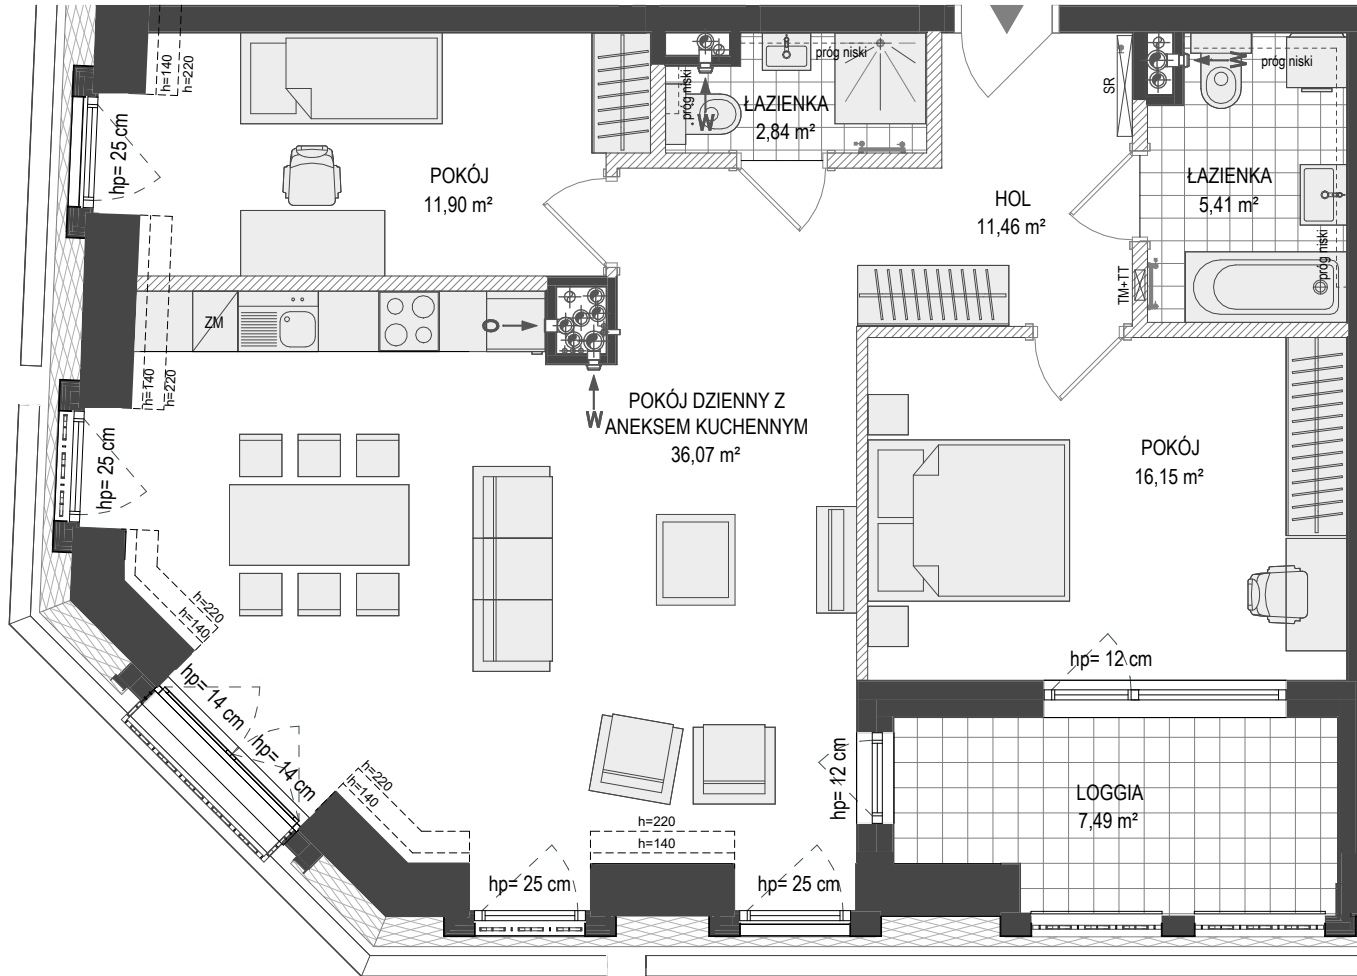 h=140
h=220
hp= 25 cm
POKÓJ
11,90 m²
próg niski
W
ŁAZIENKA
2,84 m²
próg niski
SR
HOL
11,46 m²
W
próg niski
ŁAZIENKA
5,41 m²
próg niski
TM+TT
ZM
O
W
h=140
h=220
hp= 25 cm
POKÓJ DZIENNY Z
ANEKSEM KUCHENNYM
36,07 m²
POKÓJ
16,15 m²
h=220
h=140
hp= 14 cm
hp= 14 cm
h=220
h=140
h=220
h=140
hp= 25 cm
hp= 25 cm
hp= 12 cm
hp= 12 cm
LOGGIA
7,49 m²